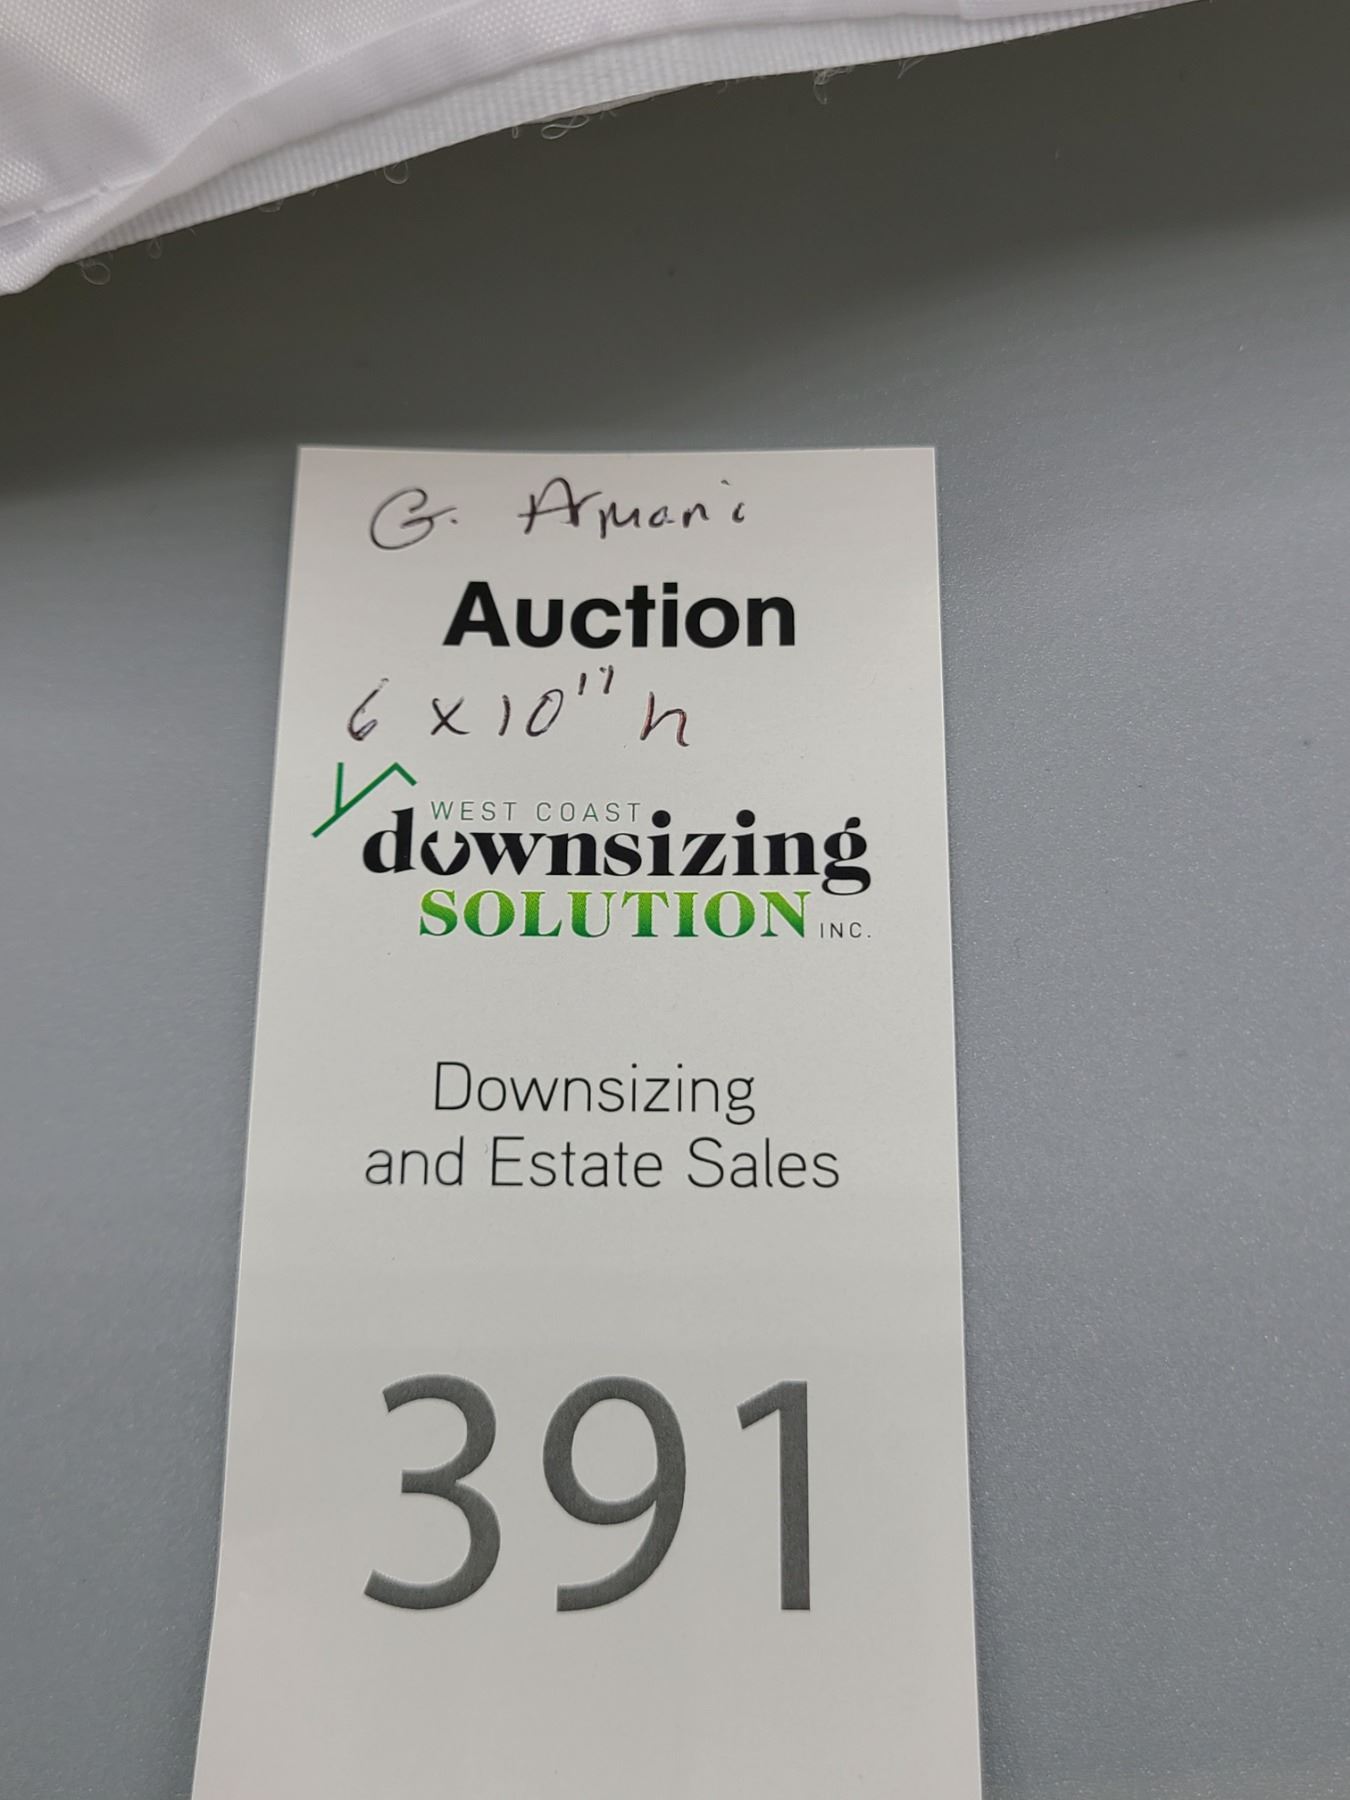 G. Armani
Auction
6 x 10" h
WEST COAST
downsizing
SOLUTION INC.
Downsizing
and Estate Sales
391